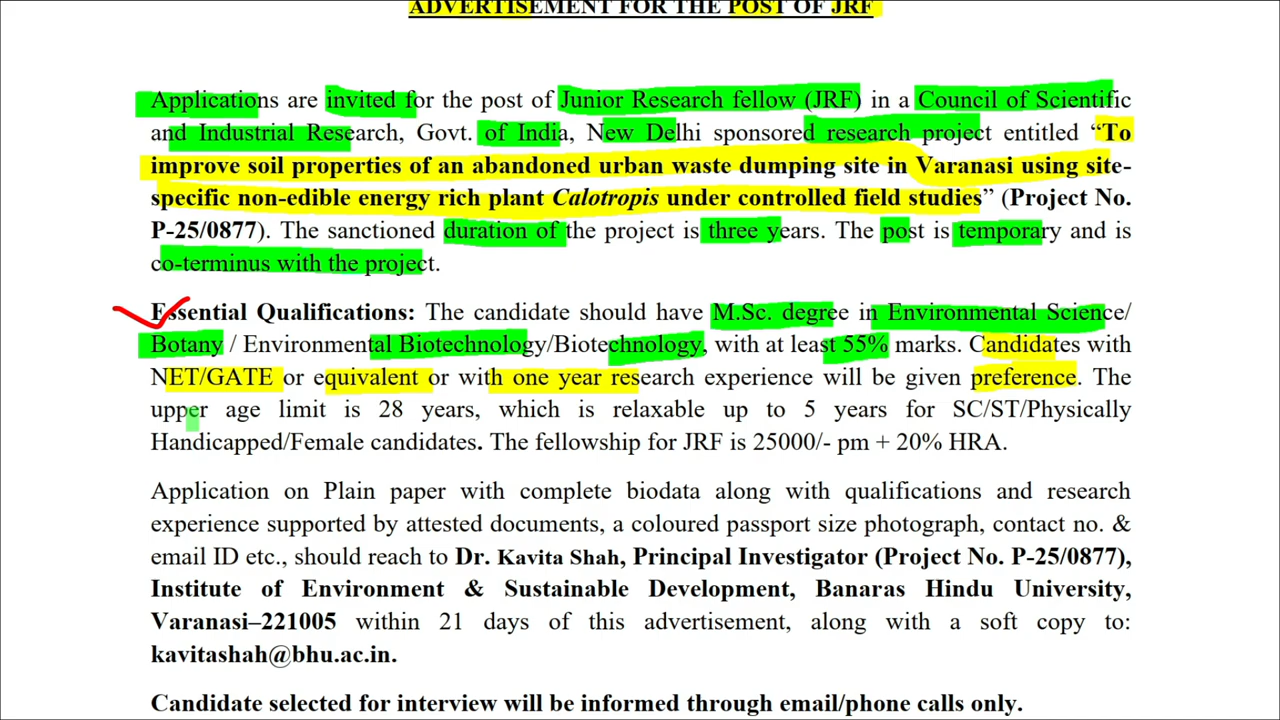 ADVERTISEMENT FOR THE POST OF JRF
Applications are invited for the post of Junior Research fellow (JRF) in a Council of Scientific
and Industrial Research, Govt. of India, New Delhi sponsored research project entitled “To
improve soil properties of an abandoned urban waste dumping site in Varanasi using site-
specific non-edible energy rich plant Calotropis under controlled field studies” (Project No.
P-25/0877). The sanctioned duration of the project is three years. The post is temporary and is
co-terminus with the project.
Essential Qualifications: The candidate should have M.Sc. degree in Environmental Science/
Botany / Environmental Biotechnology/Biotechnology, with at least 55% marks. Candidates with
NET/GATE or equivalent or with one year research experience will be given preference. The
upper age limit is 28 years, which is relaxable up to 5 years for SC/ST/Physically
Handicapped/Female candidates. The fellowship for JRF is 25000/- pm + 20% HRA.
Application on Plain paper with complete biodata along with qualifications and research
experience supported by attested documents, a coloured passport size photograph, contact no. &
email ID etc., should reach to Dr. Kavita Shah, Principal Investigator (Project No. P-25/0877),
Institute of Environment & Sustainable Development, Banaras Hindu University,
Varanasi–221005 within 21 days of this advertisement, along with a soft copy to:
kavitashah@bhu.ac.in.
Candidate selected for interview will be informed through email/phone calls only.